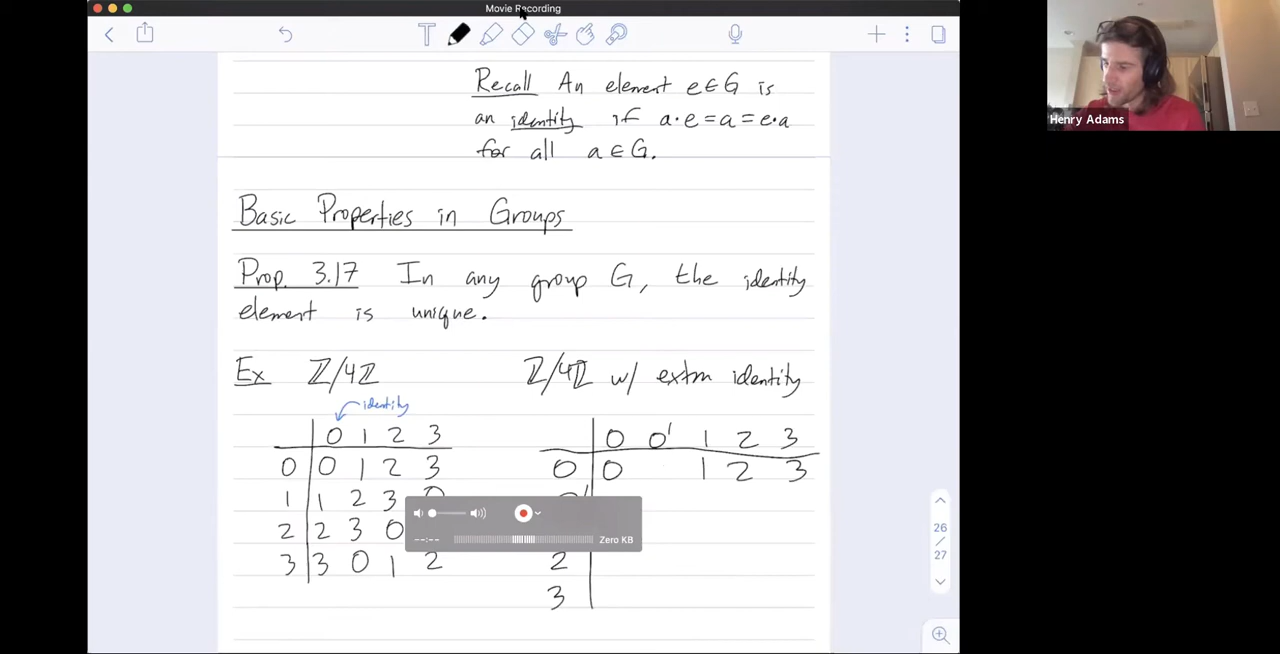 Movie Recording
Recall An element e∈G is
an identity if a·e=a=e·a
for all a∈G.
Henry Adams
Basic Properties in Groups
Prop. 3.17 In any group G, the identity
element is unique.
Ex ℤ/4ℤ
ℤ/4ℤ w/ extra identity
identity
0 1 2 3
0 0 1 2 3
1 1 2 3 0
2 2 3 0
3 3 0 1 2
0 0' 1 2 3
0 0 1 2 3
2
3
--:-- Zero KB
26
/
27